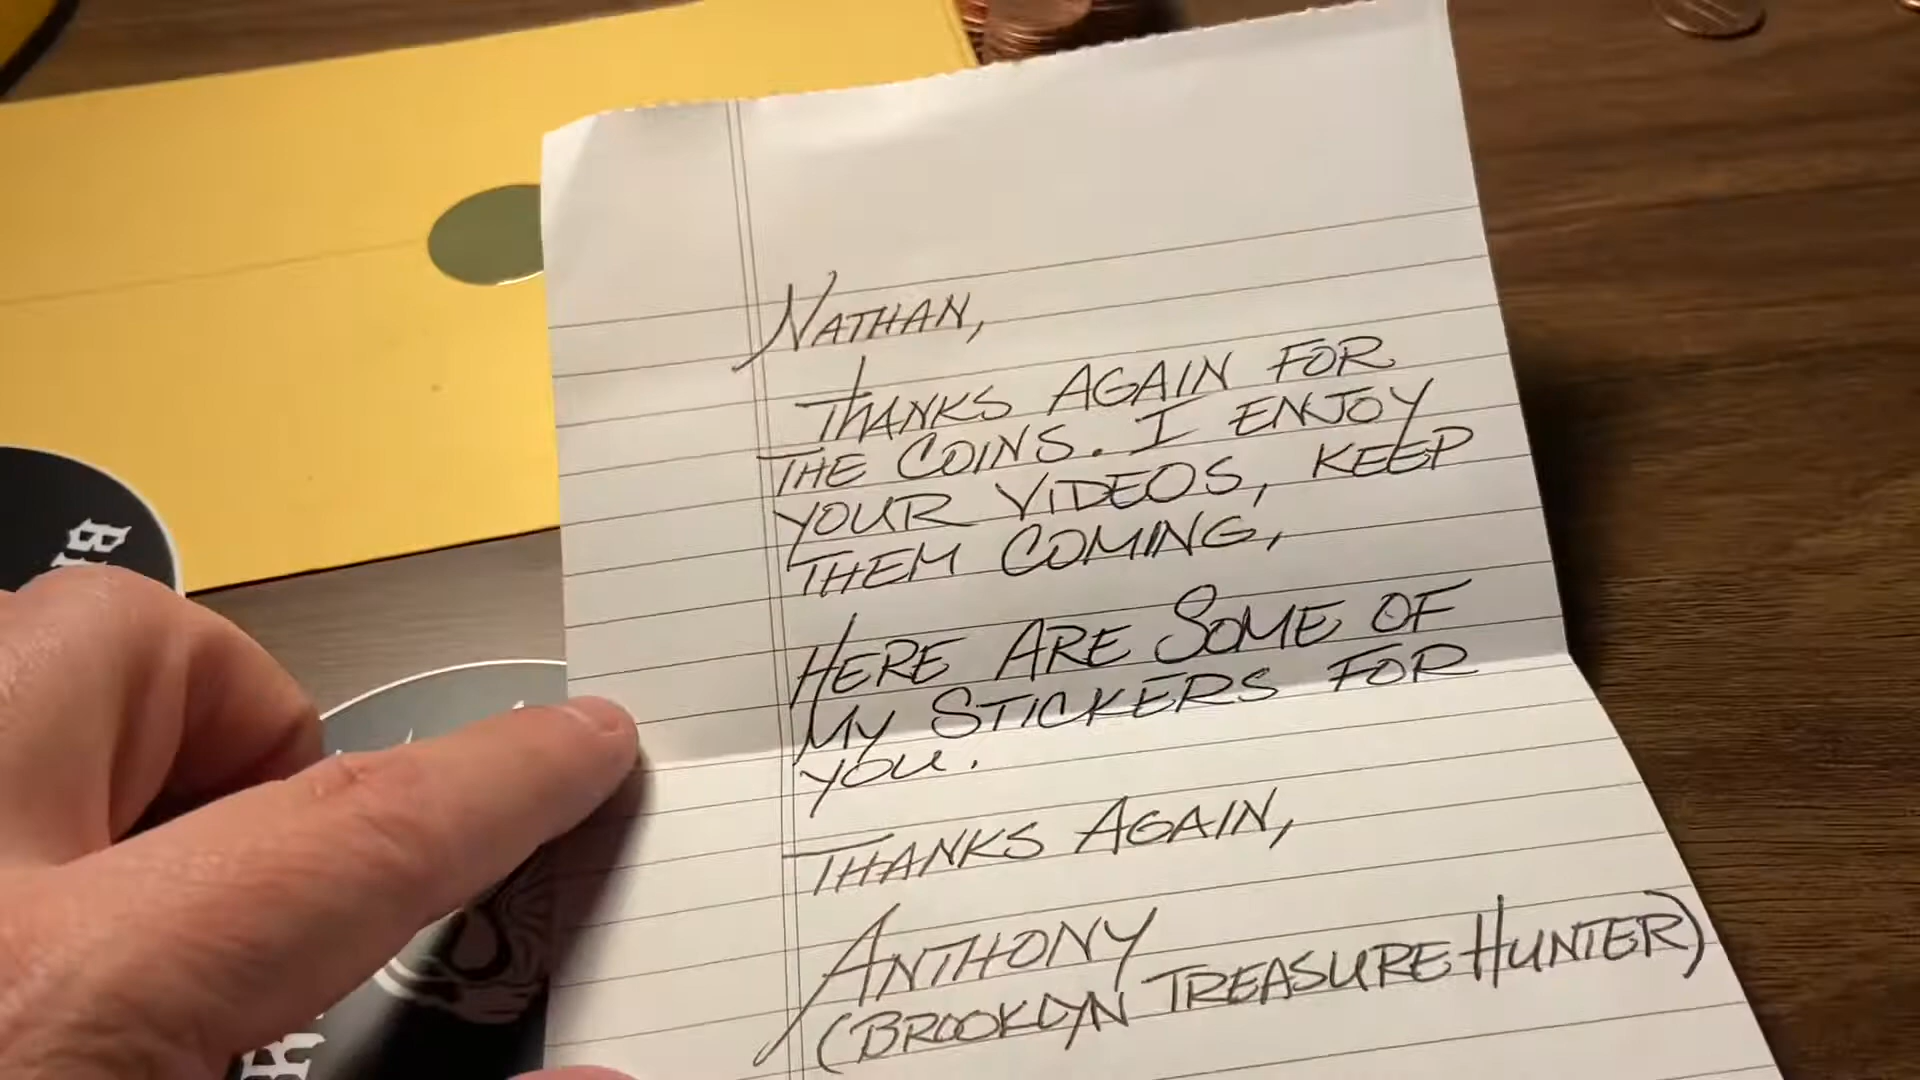 NATHAN,
THANKS AGAIN FOR
THE COINS. I ENJOY
YOUR VIDEOS, KEEP
THEM COMING,
HERE ARE SOME OF
MY STICKERS FOR
YOU.
THANKS AGAIN,
ANTHONY
(BROOKLYN TREASURE HUNTER)